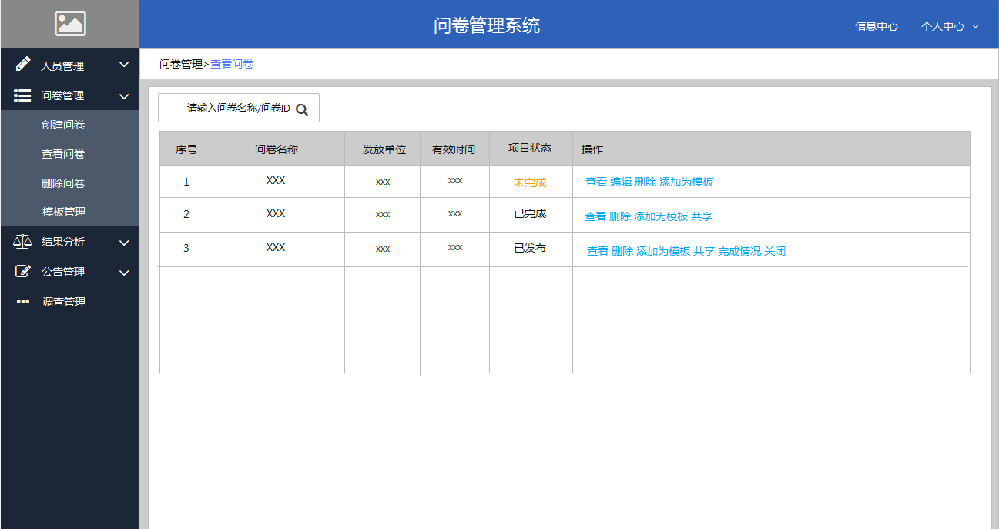 问卷管理系统
信息中心 个人中心
人员管理
问卷管理
创建问卷
查看问卷
删除问卷
模板管理
结果分析
公告管理
调查管理
问卷管理>查看问卷
请输入问卷名称/问卷ID
序号 问卷名称 发放单位 有效时间 项目状态 操作
1 XXX xxx xxx 未完成 查看 编辑 删除 添加为模板
2 XXX xxx xxx 已完成 查看 删除 添加为模板 共享
3 XXX xxx xxx 已发布 查看 删除 添加为模板 共享 完成情况 关闭